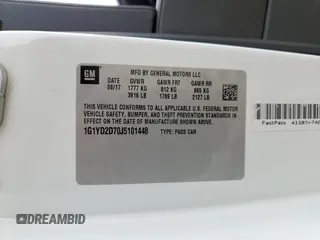 GM
MFD BY GENERAL MOTORS LLC
DATE GVWR GAWR FRT GAWR RR
06/17 1777 KG 812 KG 965 KG
3916 LB 1789 LB 2127 LB
THIS VEHICLE CONFORMS TO ALL APPLICABLE U.S. FEDERAL MOTOR
VEHICLE SAFETY, BUMPER, AND THEFT PREVENTION STANDARDS
IN EFFECT ON THE DATE OF MANUFACTURE SHOWN ABOVE.
1G1YD2D70J5101448 TYPE: PASS CAR
FastPass
DREAMBID